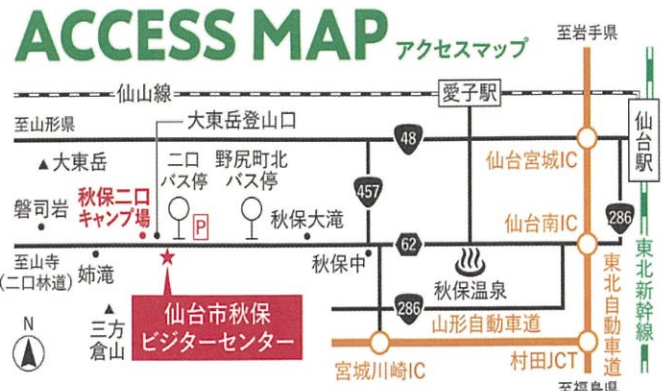 ACCESS MAP アクセスマップ
至岩手県
仙山線
愛子駅
至山形県
大東岳登山口
48
仙台駅
▲大東岳
二口
バス停
野尻町北
バス停
457
仙台宮城IC
磐司岩
秋保二口
キャンプ場
P
秋保大滝
仙台南IC
286
62
至山寺
(二口林道)
姉滝
秋保中
秋保温泉
東北自動車道
東北新幹線
仙台市秋保
ビジターセンター
286
山形自動車道
N
▲
三方
倉山
宮城川崎IC
村田JCT
至福島県